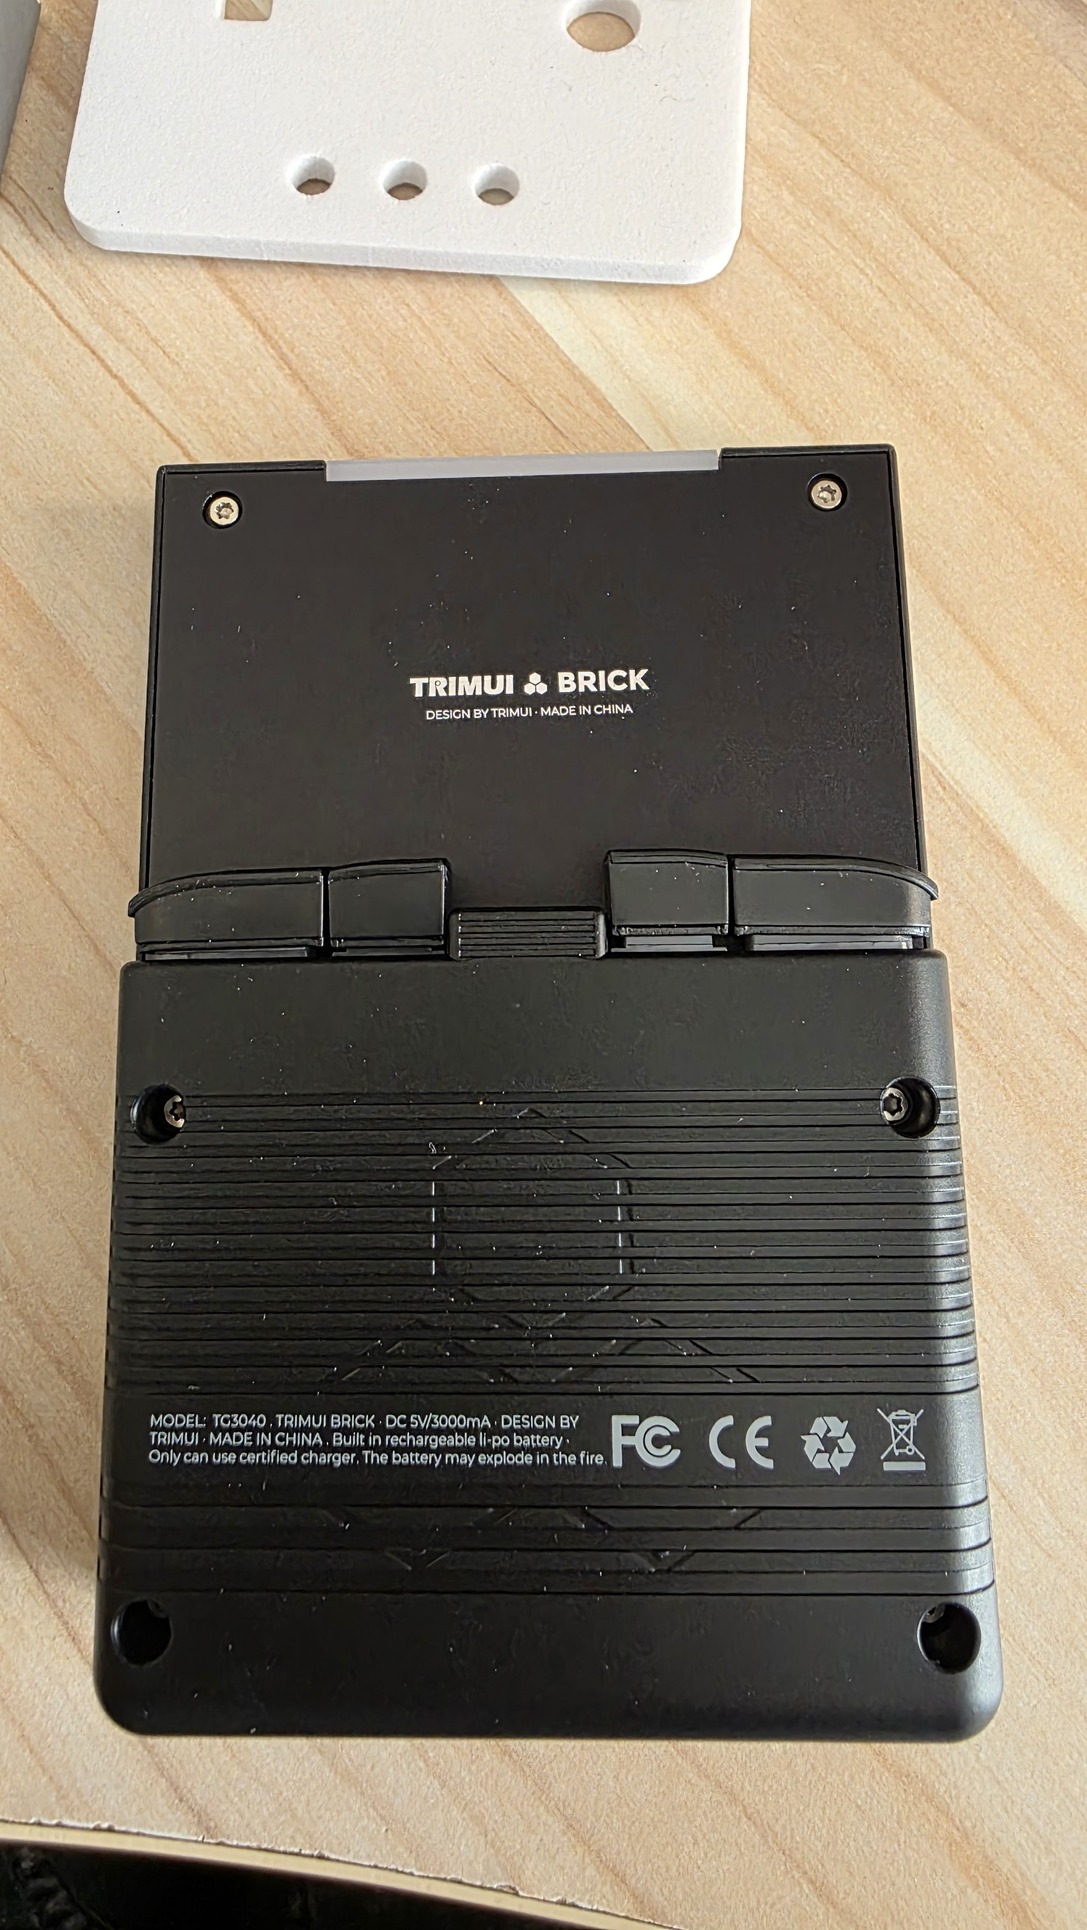 TRIMUI BRICK
DESIGN BY TRIMUI · MADE IN CHINA
MODEL: TG3040 . TRIMUI BRICK · DC 5V/3000mA · DESIGN BY
TRIMUI · MADE IN CHINA . Built in rechargeable li-po battery ·
Only can use certified charger. The battery may explode in the fire.
FC CE